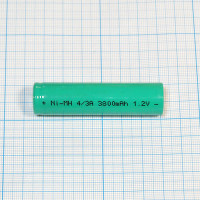 + Ni-MH 4/3A 3800mAh 1.2V -